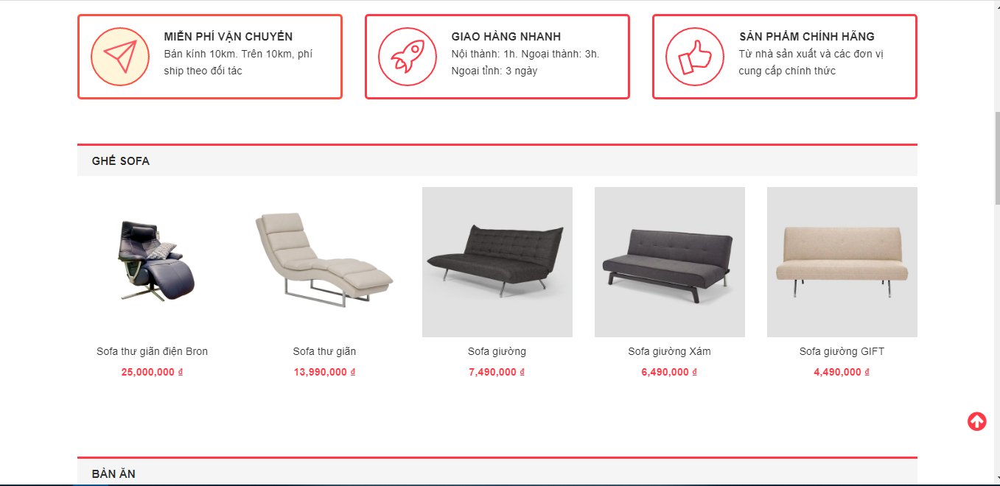 MIỄN PHÍ VẬN CHUYỂN
Bán kính 10km. Trên 10km, phí
ship theo đối tác
GIAO HÀNG NHANH
Nội thành: 1h. Ngoại thành: 3h.
Ngoại tỉnh: 3 ngày
SẢN PHẨM CHÍNH HÃNG
Từ nhà sản xuất và các đơn vị
cung cấp chính thức
GHẾ SOFA
Sofa thư giãn điện Bron
25,000,000 ₫
Sofa thư giãn
13,990,000 ₫
Sofa giường
7,490,000 ₫
Sofa giường Xám
6,490,000 ₫
Sofa giường GIFT
4,490,000 ₫
BÀN ĂN